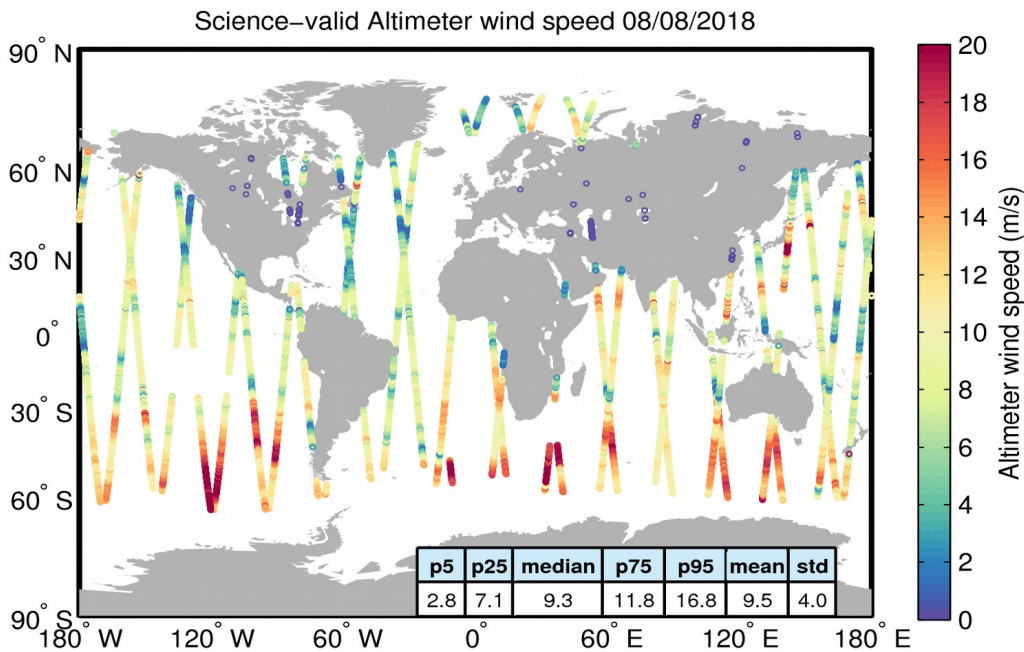 Science−valid Altimeter wind speed 08/08/2018
90° N
60° N
30° N
0°
30° S
60° S
90° S
180° W
120° W
60° W
0°
60° E
120° E
180° E
p5 p25 median p75 p95 mean std
2.8 7.1 9.3 11.8 16.8 9.5 4.0
20
18
16
14
12
10
8
6
4
2
0
Altimeter wind speed (m/s)